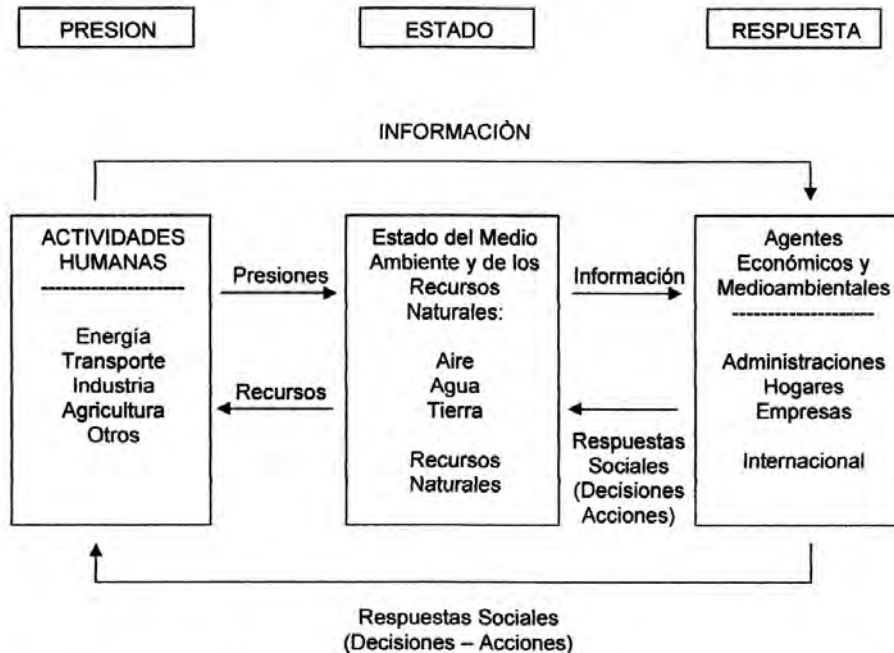 PRESION
ESTADO
RESPUESTA
INFORMACIÒN
ACTIVIDADES
HUMANAS
--------------------
Energía
Transporte
Industria
Agricultura
Otros
Presiones
Recursos
Estado del Medio
Ambiente y de los
Recursos
Naturales:
Aire
Agua
Tierra
Recursos
Naturales
Información
Respuestas
Sociales
(Decisiones
Acciones)
Agentes
Económicos y
Medioambientales
--------------------
Administraciones
Hogares
Empresas
Internacional
Respuestas Sociales
(Decisiones – Acciones)